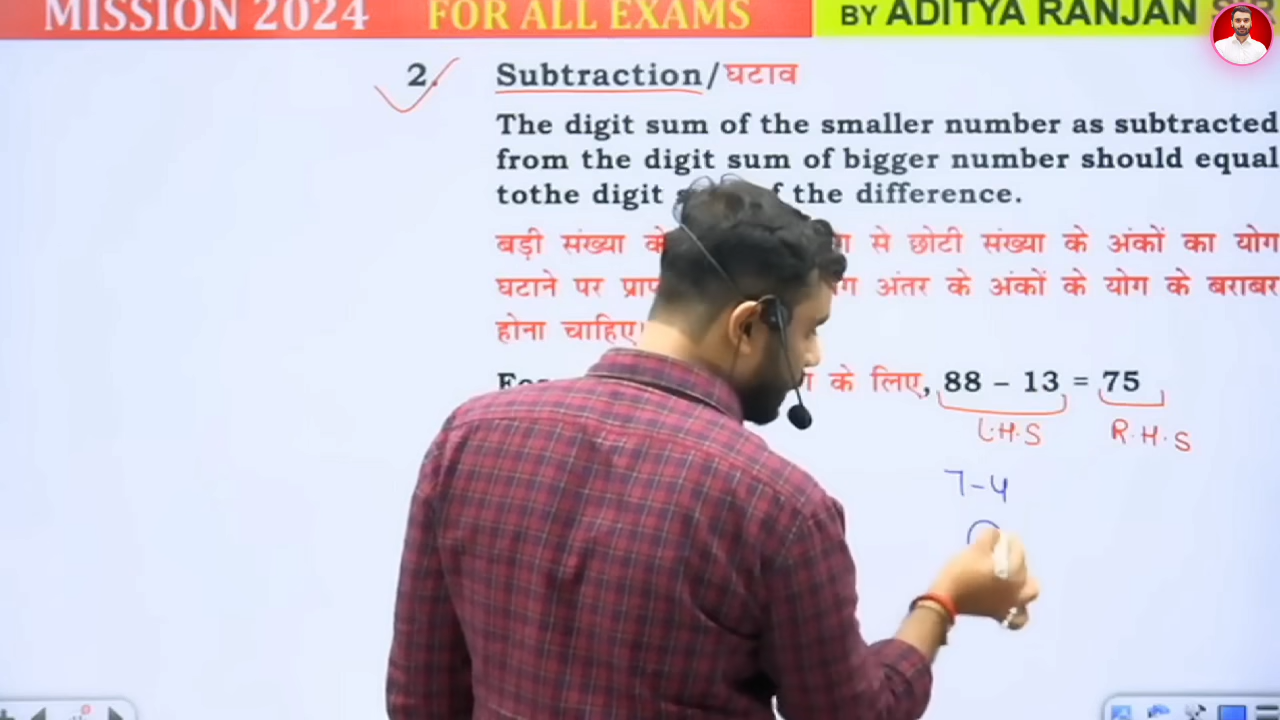 MISSION 2024 FOR ALL EXAMS BY ADITYA RANJAN
2. Subtraction/घटाव
The digit sum of the smaller number as subtracted
from the digit sum of bigger number should equal
tothe digit the difference.
बड़ी संख्या से छोटी संख्या के अंकों का योग
घटाने पर अंतर के अंकों के योग के बराबर
होना चाहिए।
के लिए, 88 – 13 = 75
L.H.S R.H.S
7-4